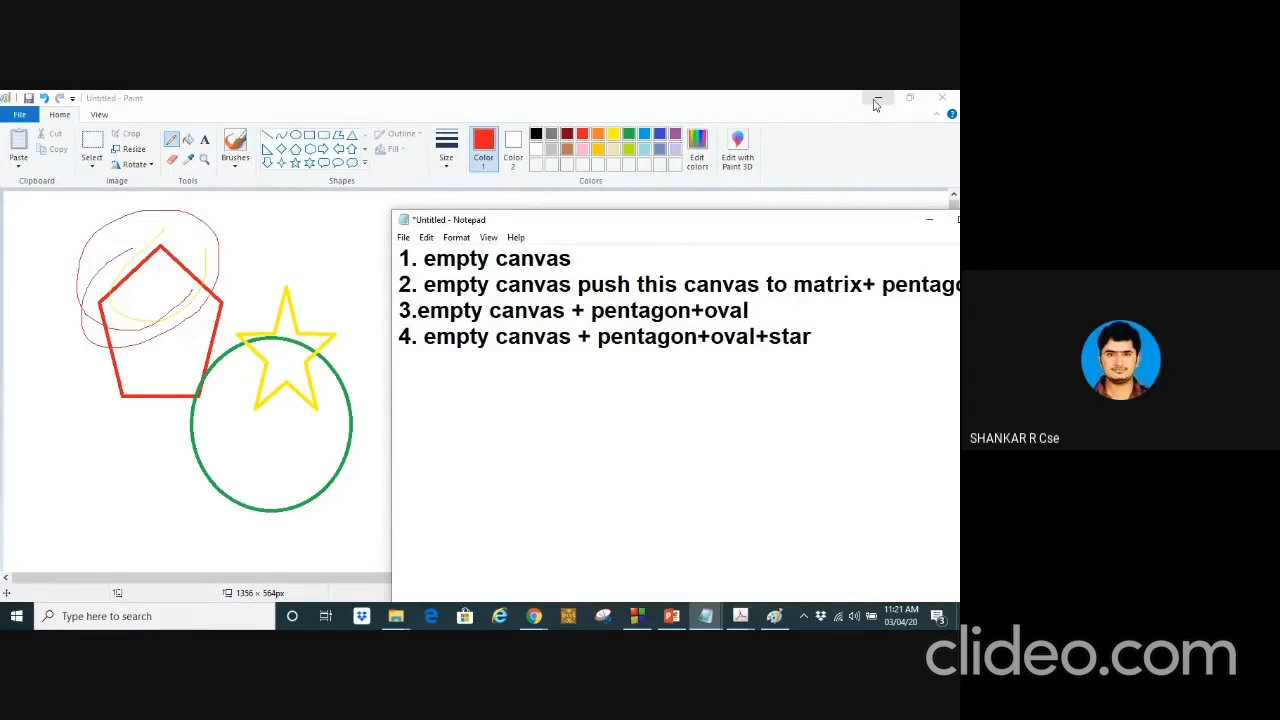 Untitled - Paint
File
Home
View
Paste
Cut
Copy
Clipboard
Select
Crop
Resize
Rotate
Image
Tools
Brushes
Shapes
Outline
Fill
Size
Color 1
Color 2
Edit colors
Edit with Paint 3D
Colors
*Untitled - Notepad
File Edit Format View Help
1. empty canvas
2. empty canvas push this canvas to matrix+ pentago
3.empty canvas + pentagon+oval
4. empty canvas + pentagon+oval+star
SHANKAR R Cse
1356 × 564px
Type here to search
11:21 AM
03/04/20
3
clideo.com